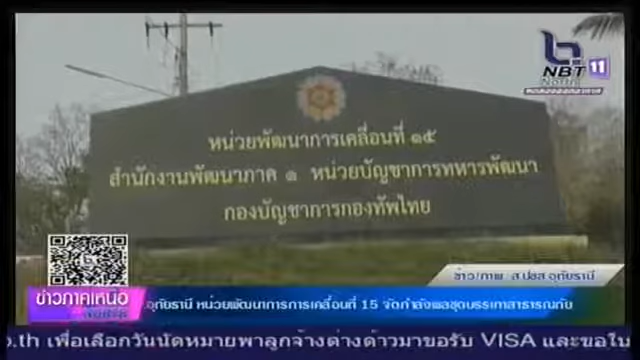 NBT 11
หน่วยพัฒนาการเคลื่อนที่ ๑๕
สำนักงานพัฒนาภาค ๑ หน่วยบัญชาการทหารพัฒนา
กองบัญชาการกองทัพไทย
ข่าว/ภาพ ส.ปชส.อุทัยธานี
ข่าวภาคเหนือ
.อุทัยธานี หน่วยพัฒนาการการเคลื่อนที่ 15 จัดกำลังพลชุดบรรเทาสาธารณภัย
o.th เพื่อเลือกวันนัดหมายพาลูกจ้างต่างด้าวมาขอรับ VISA และขอใบ